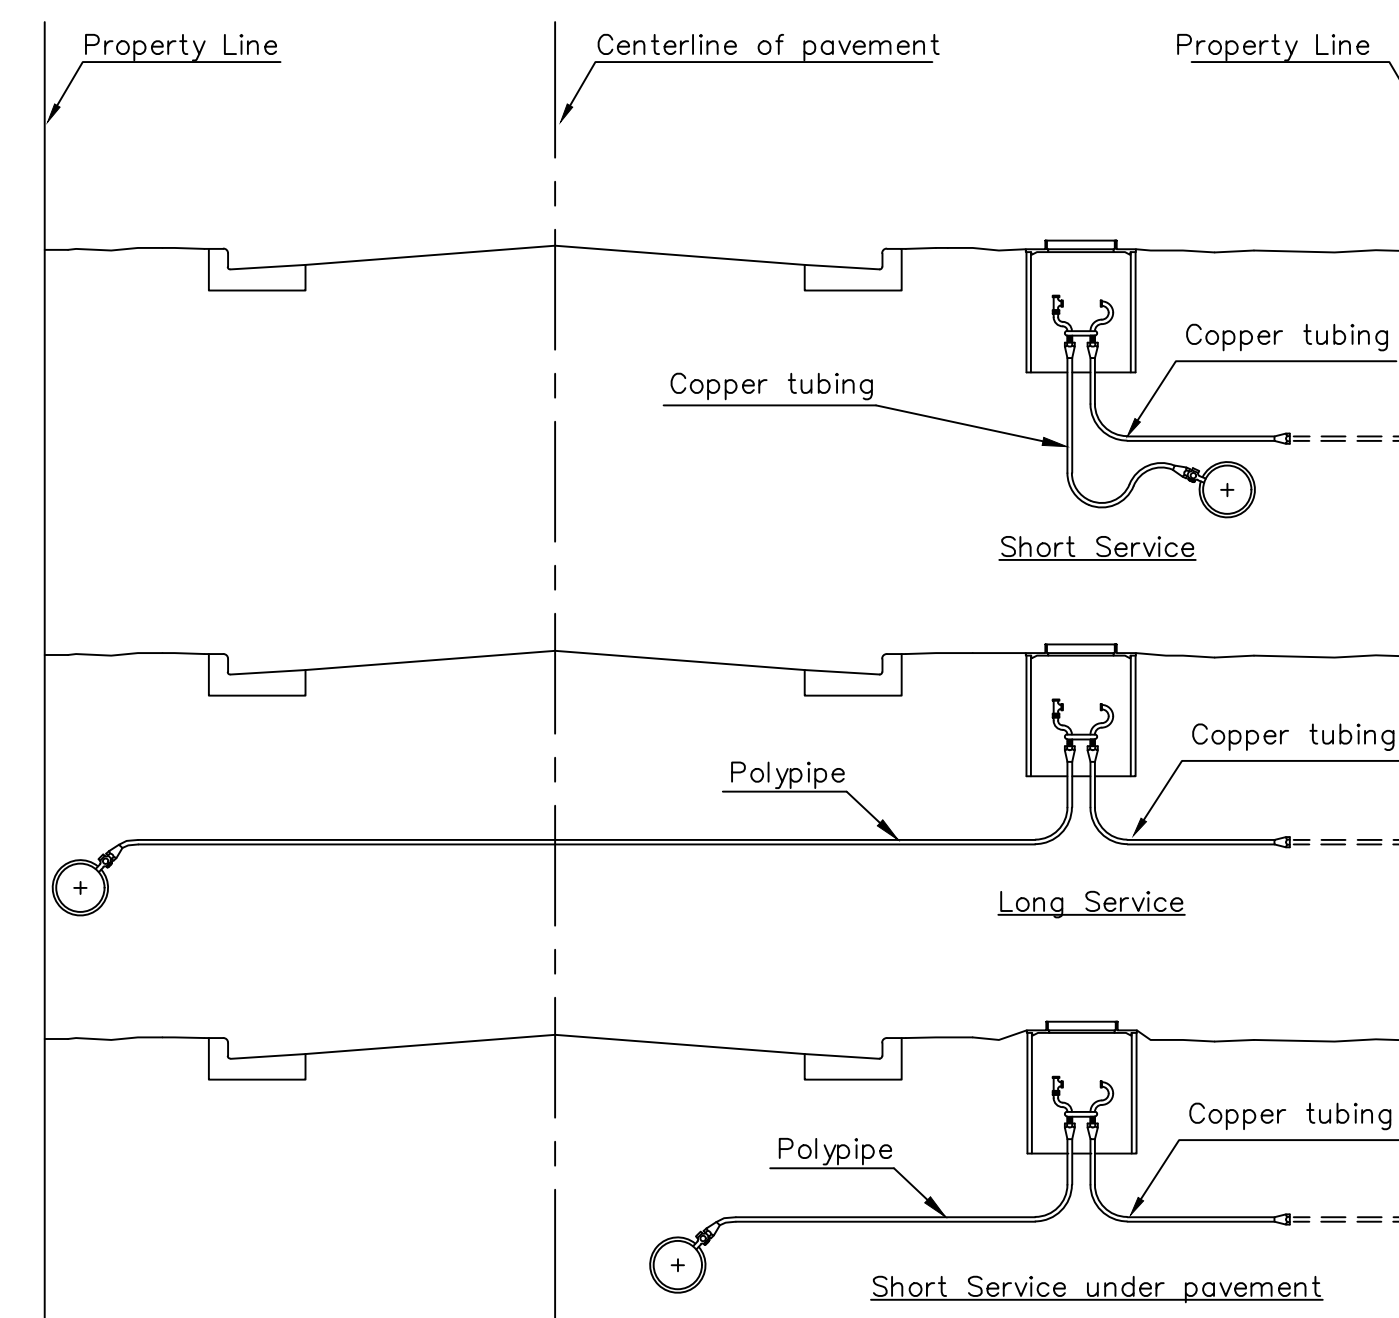 Property Line
Centerline of pavement
Property Line
Copper tubing
Copper tubing
Short Service
Copper tubing
Polypipe
Long Service
Copper tubing
Polypipe
Short Service under pavement